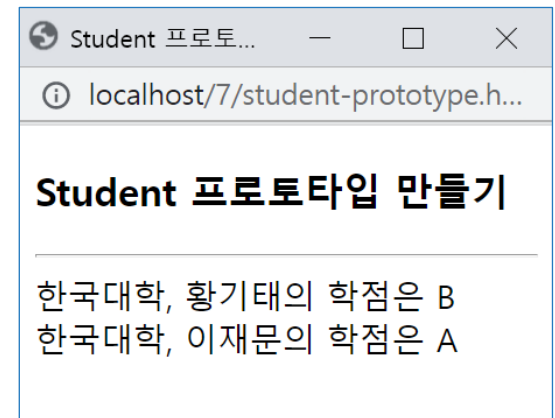 Student 프로토...
localhost/7/student-prototype.h...
Student 프로토타입 만들기
한국대학, 황기태의 학점은 B
한국대학, 이재문의 학점은 A